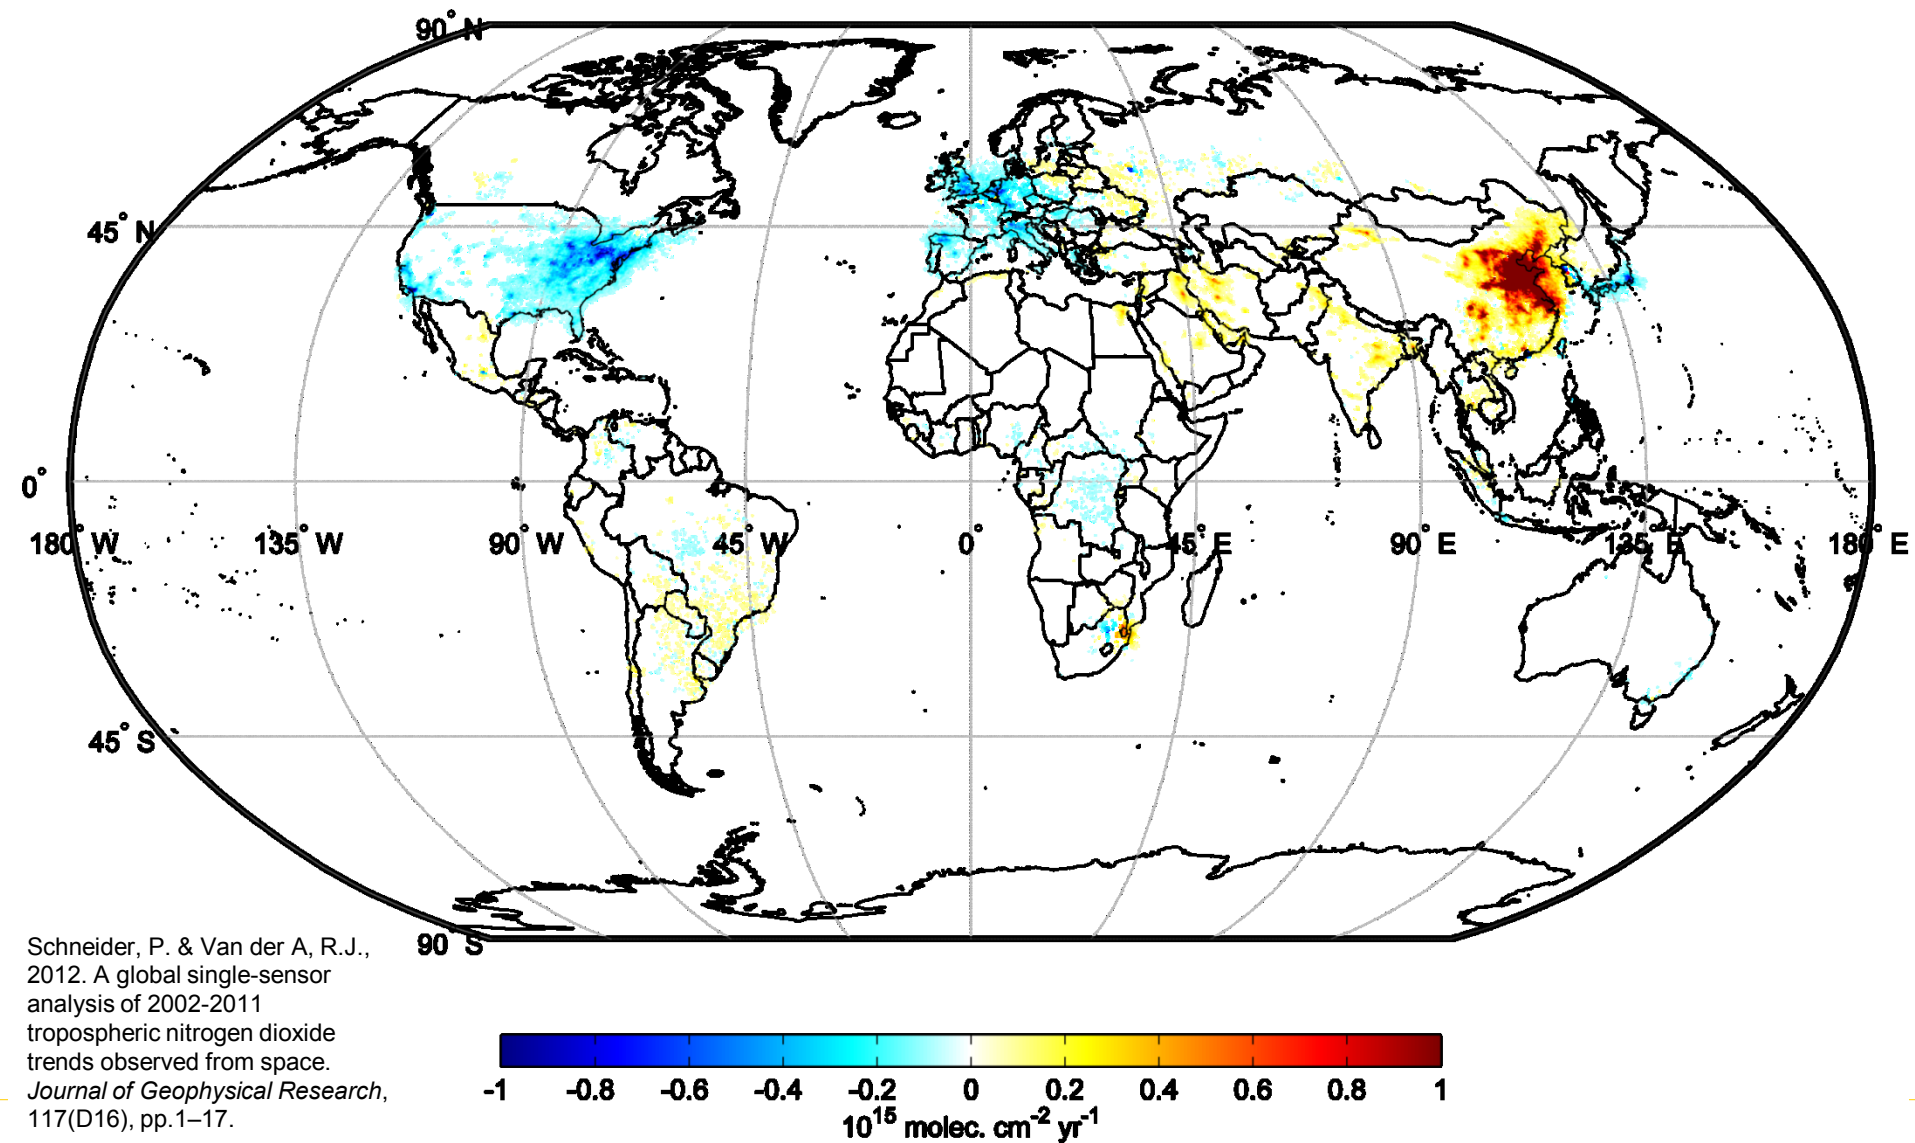 90° N
45° N
0°
180° W
135° W
90° W
45° W
0°
45° E
90° E
135° E
180° E
45° S
90° S
Schneider, P. & Van der A, R.J.,
2012. A global single-sensor
analysis of 2002-2011
tropospheric nitrogen dioxide
trends observed from space.
Journal of Geophysical Research,
117(D16), pp.1–17.
-1 -0.8 -0.6 -0.4 -0.2 0 0.2 0.4 0.6 0.8 1
10¹⁵ molec. cm⁻² yr⁻¹